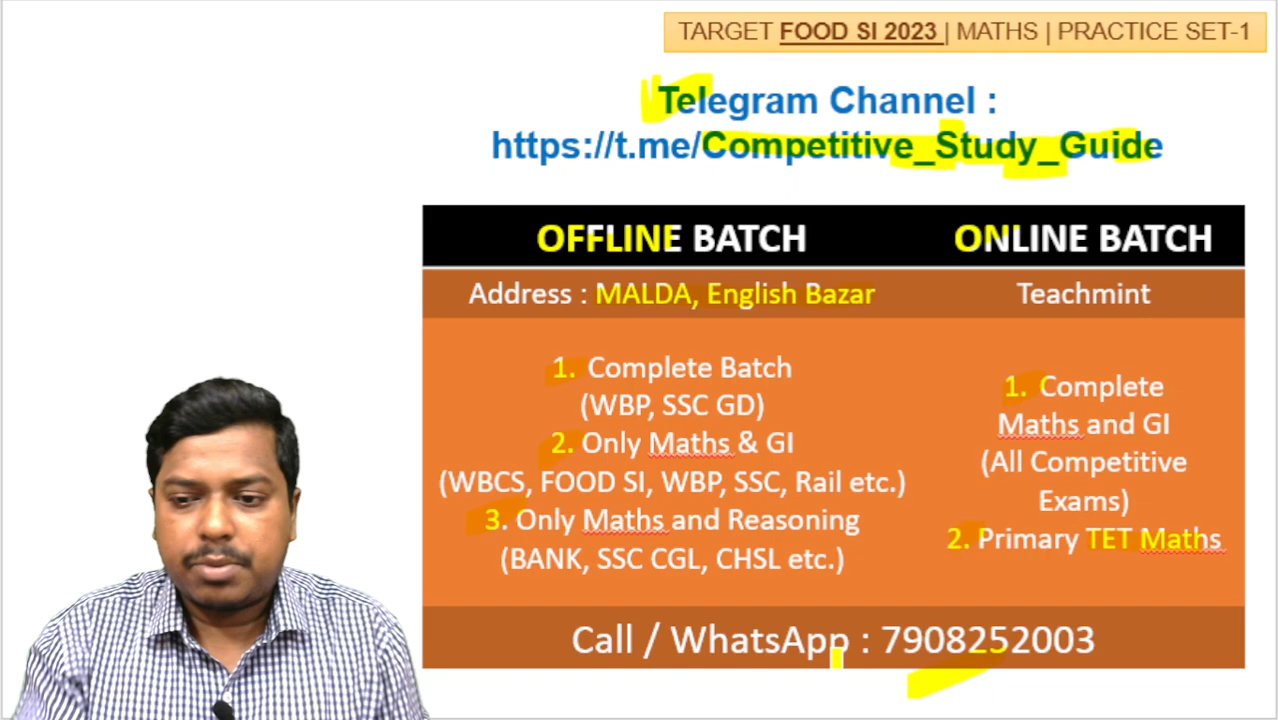 TARGET FOOD SI 2023 | MATHS | PRACTICE SET-1
Telegram Channel :
https://t.me/Competitive_Study_Guide
OFFLINE BATCH
Address : MALDA, English Bazar
1. Complete Batch
(WBP, SSC GD)
2. Only Maths & GI
(WBCS, FOOD SI, WBP, SSC, Rail etc.)
3. Only Maths and Reasoning
(BANK, SSC CGL, CHSL etc.)
ONLINE BATCH
Teachmint
1. Complete
Maths and GI
(All Competitive
Exams)
2. Primary TET Maths
Call / WhatsApp : 7908252003